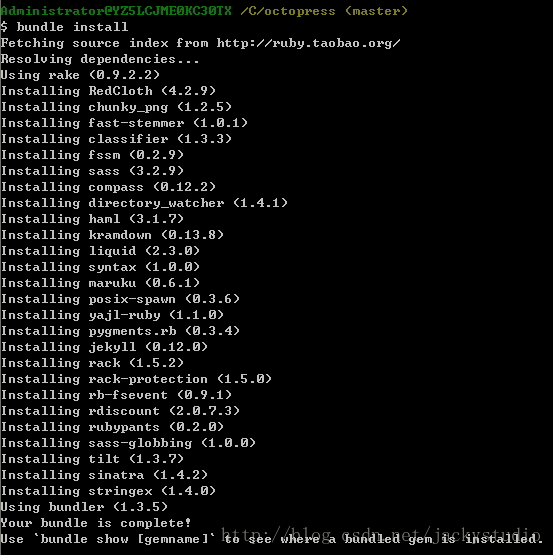 Administrator@YZSLGJME0KC30TX /C/octopress (master)
$ bundle install
Fetching source index from http://ruby.taobao.org/
Resolving dependencies...
Using rake (0.9.2.2)
Installing RedCloth (4.2.9)
Installing chunky_png (1.2.5)
Installing fast-stemmer (1.0.1)
Installing classifier (1.3.3)
Installing fssm (0.2.9)
Installing sass (3.2.9)
Installing compass (0.12.2)
Installing directory_watcher (1.4.1)
Installing haml (3.1.7)
Installing kramdown (0.13.8)
Installing liquid (2.3.0)
Installing syntax (1.0.0)
Installing maruku (0.6.1)
Installing posix-spawn (0.3.6)
Installing yajl-ruby (1.1.0)
Installing pygments.rb (0.3.4)
Installing jekyll (0.12.0)
Installing rack (1.5.2)
Installing rack-protection (1.5.0)
Installing rb-fsevent (0.9.1)
Installing rdiscount (2.0.7.3)
Installing rubypants (0.2.0)
Installing sass-globbing (1.0.0)
Installing tilt (1.3.7)
Installing sinatra (1.4.2)
Installing stringex (1.4.0)
Using bundler (1.3.5)
Your bundle is complete!
Use `bundle show [gemname]` to see where a bundled gem is installed.
http://blog.csdn.net/jackystudio